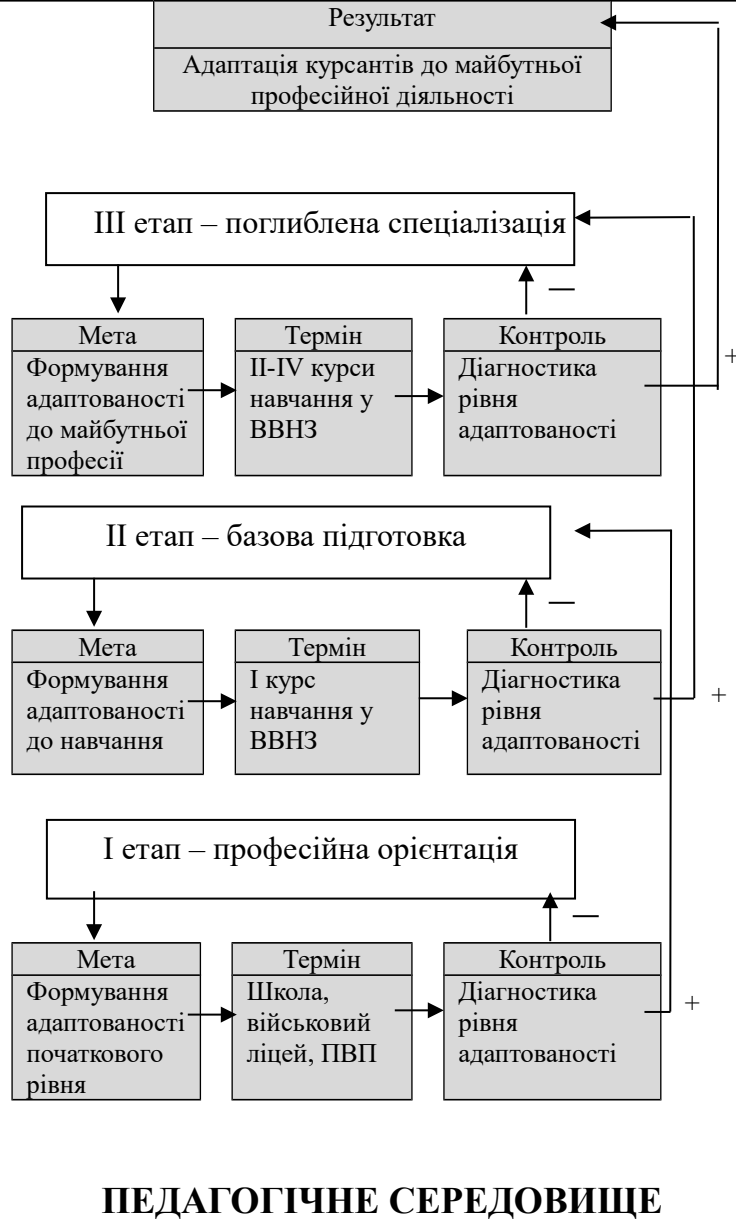 Результат
Адаптація курсантів до майбутньої
професійної діяльності
ІІІ етап – поглиблена спеціалізація
—
Мета
Формування
адаптованості
до майбутньої
професії
Термін
ІІ-IV курси
навчання у
ВВНЗ
Контроль
Діагностика
рівня
адаптованості
+
ІІ етап – базова підготовка
—
Мета
Формування
адаптованості
до навчання
Термін
І курс
навчання у
ВВНЗ
Контроль
Діагностика
рівня
адаптованості
+
І етап – професійна орієнтація
—
Мета
Формування
адаптованості
початкового
рівня
Термін
Школа,
військовий
ліцей, ПВП
Контроль
Діагностика
рівня
адаптованості
+
ПЕДАГОГІЧНЕ СЕРЕДОВИЩЕ